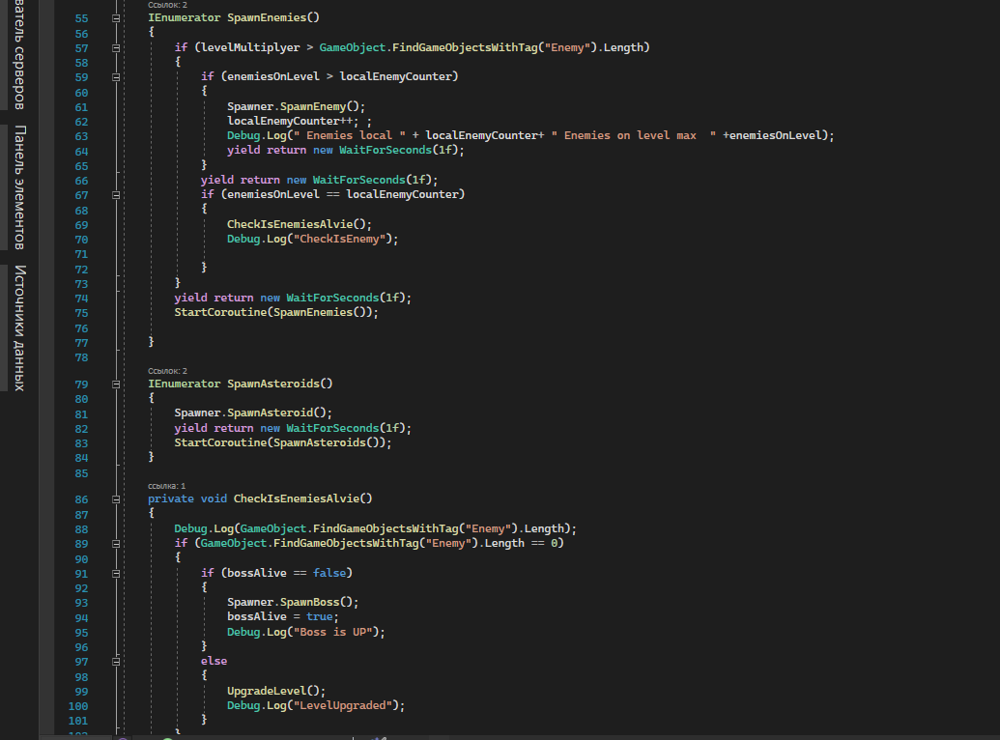 Ссылок: 2
55 IEnumerator SpawnEnemies()
56 {
57 if (levelMultiplyer > GameObject.FindGameObjectsWithTag("Enemy").Length)
58 {
59 if (enemiesOnLevel > localEnemyCounter)
60 {
61 Spawner.SpawnEnemy();
62 localEnemyCounter++; ;
63 Debug.Log(" Enemies local " + localEnemyCounter+ " Enemies on level max  " +enemiesOnLevel);
64 yield return new WaitForSeconds(1f);
65 }
66 yield return new WaitForSeconds(1f);
67 if (enemiesOnLevel == localEnemyCounter)
68 {
69 CheckIsEnemiesAlvie();
70 Debug.Log("CheckIsEnemy");
71
72 }
73 }
74 yield return new WaitForSeconds(1f);
75 StartCoroutine(SpawnEnemies());
76
77 }
78
Ссылок: 2
79 IEnumerator SpawnAsteroids()
80 {
81 Spawner.SpawnAsteroid();
82 yield return new WaitForSeconds(1f);
83 StartCoroutine(SpawnAsteroids());
84 }
85
ссылка: 1
86 private void CheckIsEnemiesAlvie()
87 {
88 Debug.Log(GameObject.FindGameObjectsWithTag("Enemy").Length);
89 if (GameObject.FindGameObjectsWithTag("Enemy").Length == 0)
90 {
91 if (bossAlive == false)
92 {
93 Spawner.SpawnBoss();
94 bossAlive = true;
95 Debug.Log("Boss is UP");
96 }
97 else
98 {
99 UpgradeLevel();
100 Debug.Log("LevelUpgraded");
101 }
}
серверов
Панель элементов
Источники данных